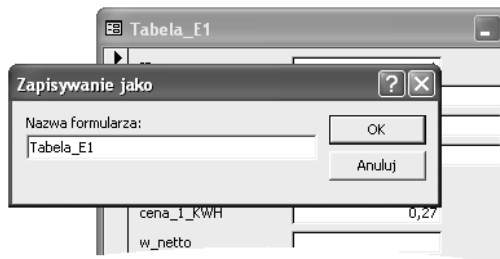 Tabela_E1
Zapisywanie jako
Nazwa formularza:
Tabela_E1
OK
Anuluj
cena_1_KWH 0,27
w_netto